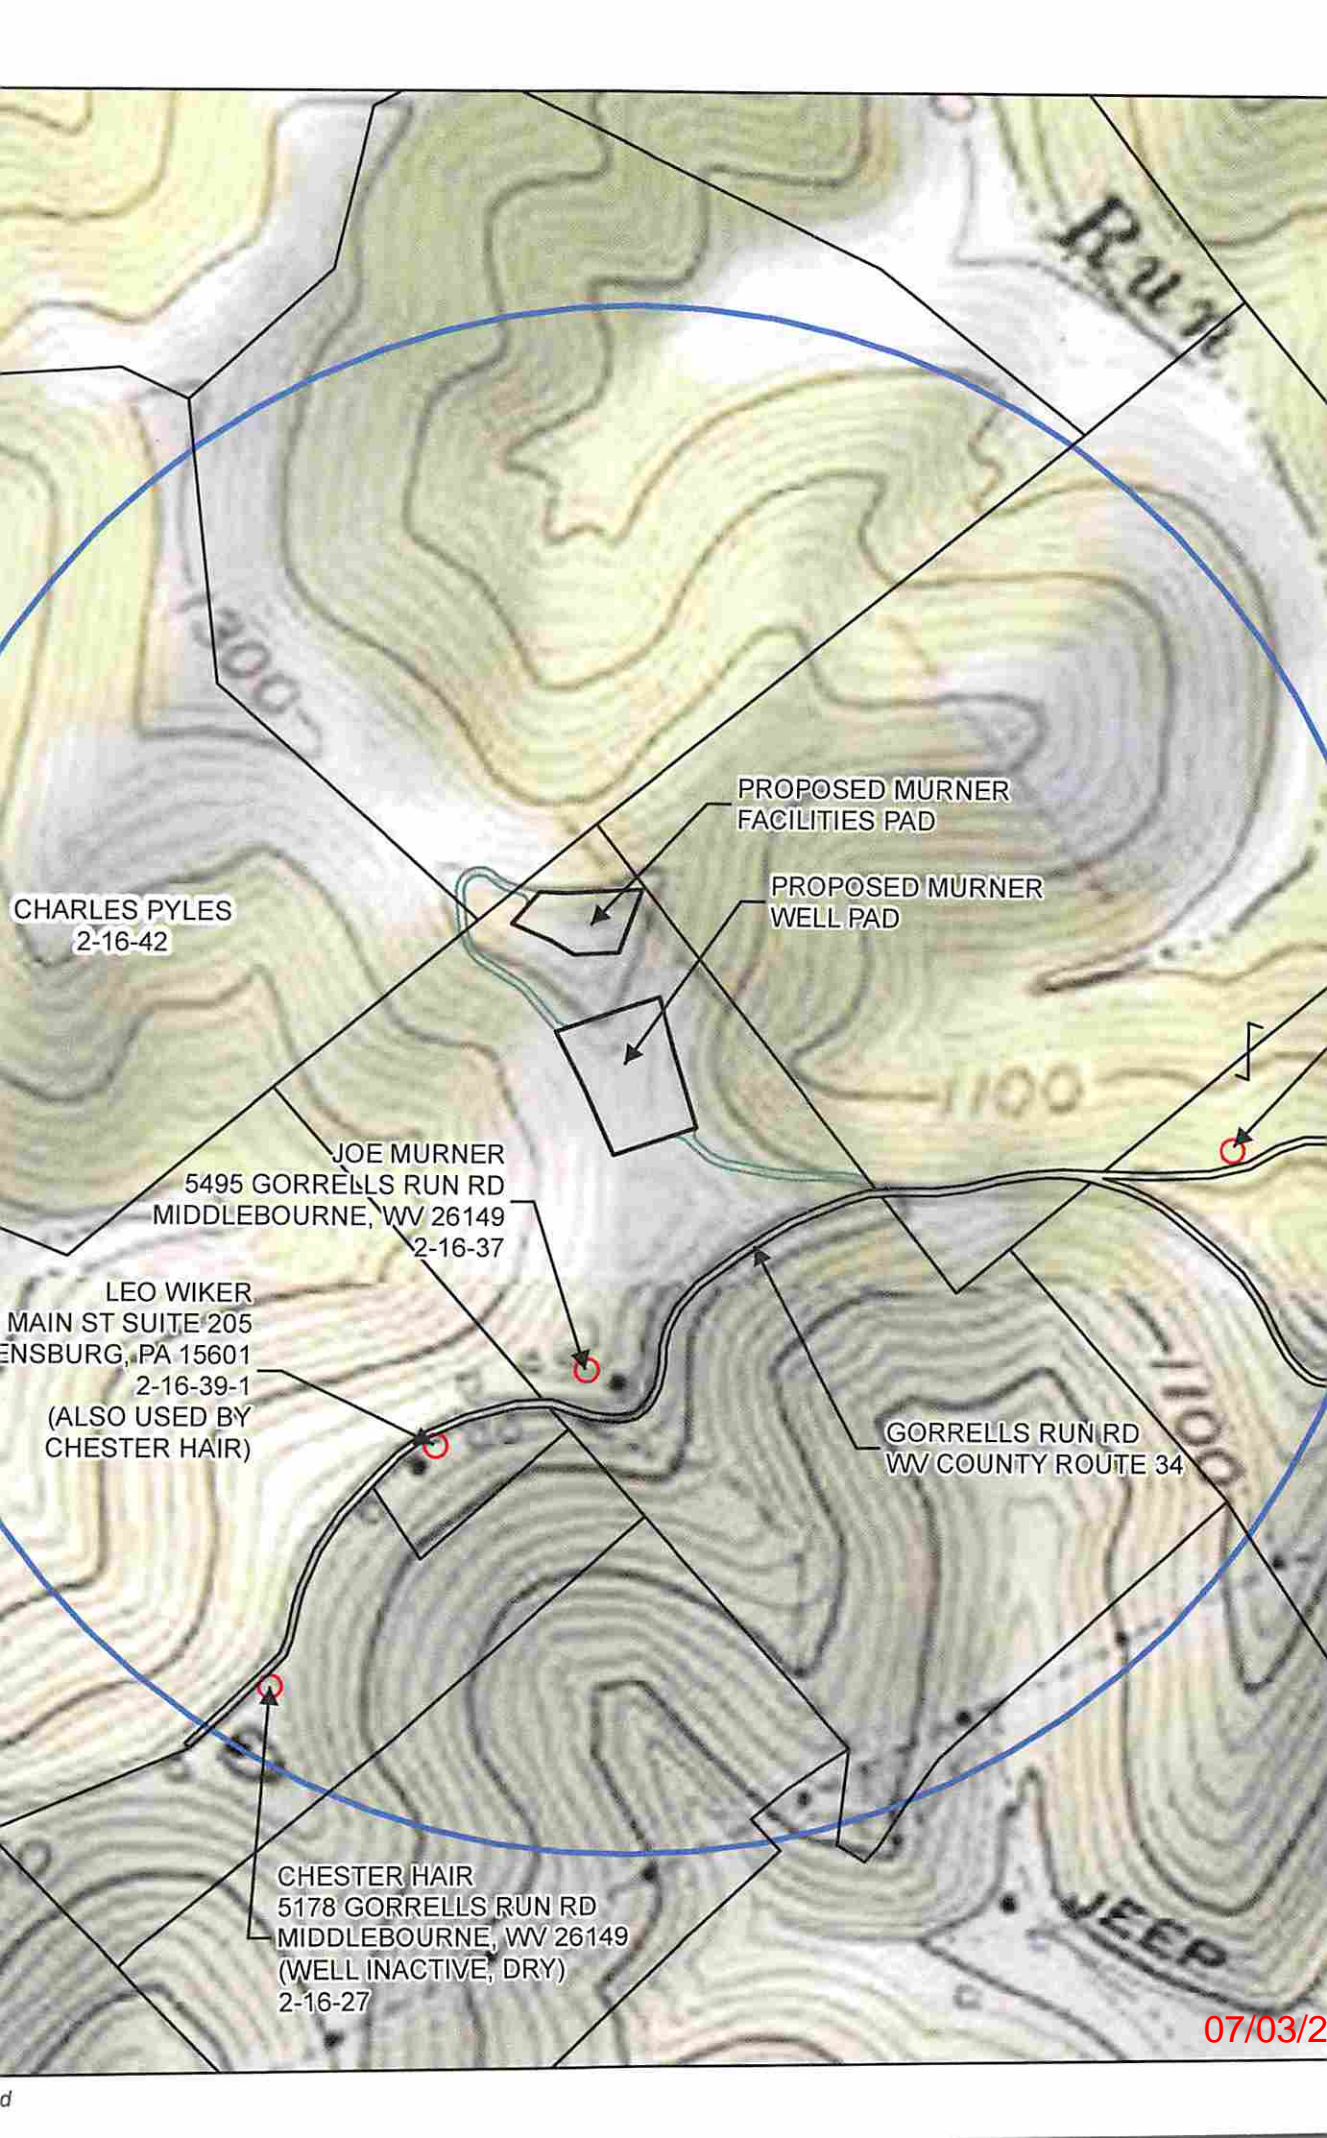 Run
1300
PROPOSED MURNER
FACILITIES PAD
PROPOSED MURNER
WELL PAD
CHARLES PYLES
2-16-42
1100
JOE MURNER
5495 GORRELLS RUN RD
MIDDLEBOURNE, WV 26149
2-16-37
LEO WIKER
MAIN ST SUITE 205
ENSBURG, PA 15601
2-16-39-1
(ALSO USED BY
CHESTER HAIR)
1100
GORRELLS RUN RD
WV COUNTY ROUTE 34
CHESTER HAIR
5178 GORRELLS RUN RD
MIDDLEBOURNE, WV 26149
(WELL INACTIVE, DRY)
2-16-27
JEEP
07/03/2
d